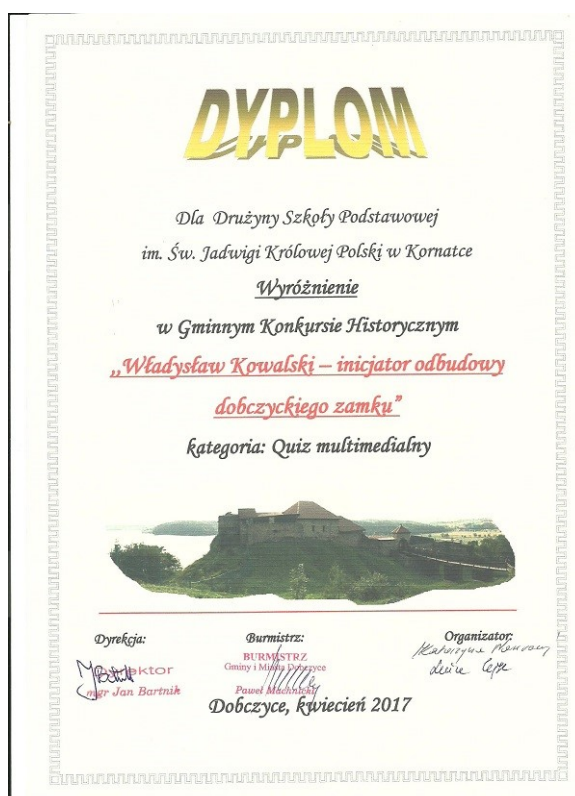 DYPLOM
Dla Drużyny Szkoły Podstawowej
im. Św. Jadwigi Królowej Polski w Kornatce
Wyróżnienie
w Gminnym Konkursie Historycznym
,,Władysław Kowalski – inicjator odbudowy
dobczyckiego zamku”
kategoria: Quiz multimedialny
Dyrekcja: Burmistrz: Organizator:
Dyrektor
mgr Jan Bartnik
BURMISTRZ
Gminy i Miasta Dobczyce
Paweł Machnicki
Katarzyna
Dobczyce, kwiecień 2017